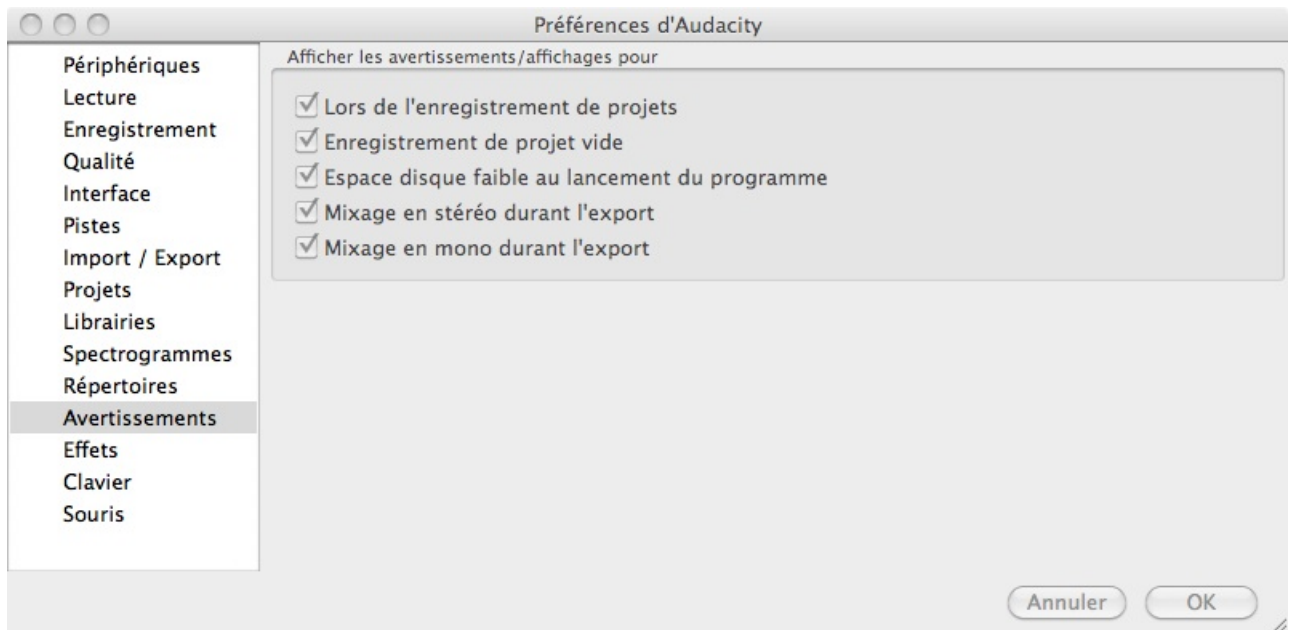 Préférences d'Audacity
Périphériques
Lecture
Enregistrement
Qualité
Interface
Pistes
Import / Export
Projets
Librairies
Spectrogrammes
Répertoires
Avertissements
Effets
Clavier
Souris
Afficher les avertissements/affichages pour
Lors de l'enregistrement de projets
Enregistrement de projet vide
Espace disque faible au lancement du programme
Mixage en stéréo durant l'export
Mixage en mono durant l'export
Annuler
OK